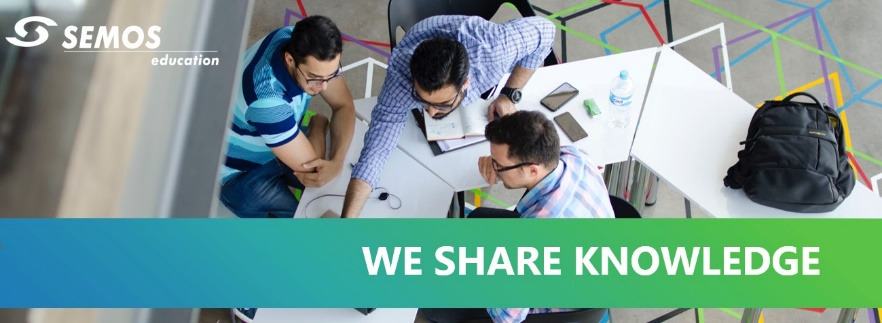 SEMOS
education
WE SHARE KNOWLEDGE